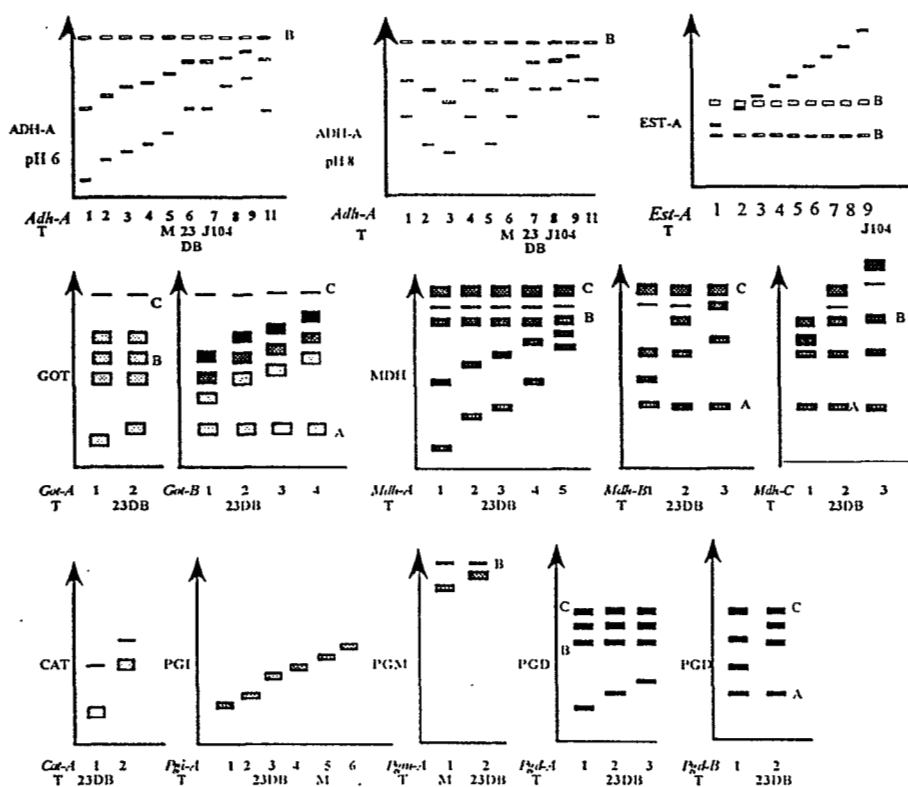 B
ADH-A
pH 6
Adh-A 1 2 3 4 5 6 7 8 9 11
T M 23 J104
DB
B
ADH-A
pH 8
Adh-A 1 2 3 4 5 6 7 8 9 11
T M 23 J104
DB
B
EST-A
B
Est-A 1 2 3 4 5 6 7 8 9
T J104
C
B
GOT
Got-A 1 2
T 23DB
C
A
Got-B 1 2 3 4
T 23DB
C
B
MDH
Mdh-A 1 2 3 4 5
T 23DB
C
A
Mdh-B1 2 3
T 23DB
B
A
Mdh-C 1 2 3
T 23DB
CAT
Cat-A 1 2
T 23DB
PGI
Pgi-A 1 2 3 4 5 6
T 23DB M
B
PGM
Pgm-A 1 2
T M 23DB
C
B
PGD
Pgd-A 1 2 3
T 23DB
C
PGD
A
Pgd-B 1 2
T 23DB